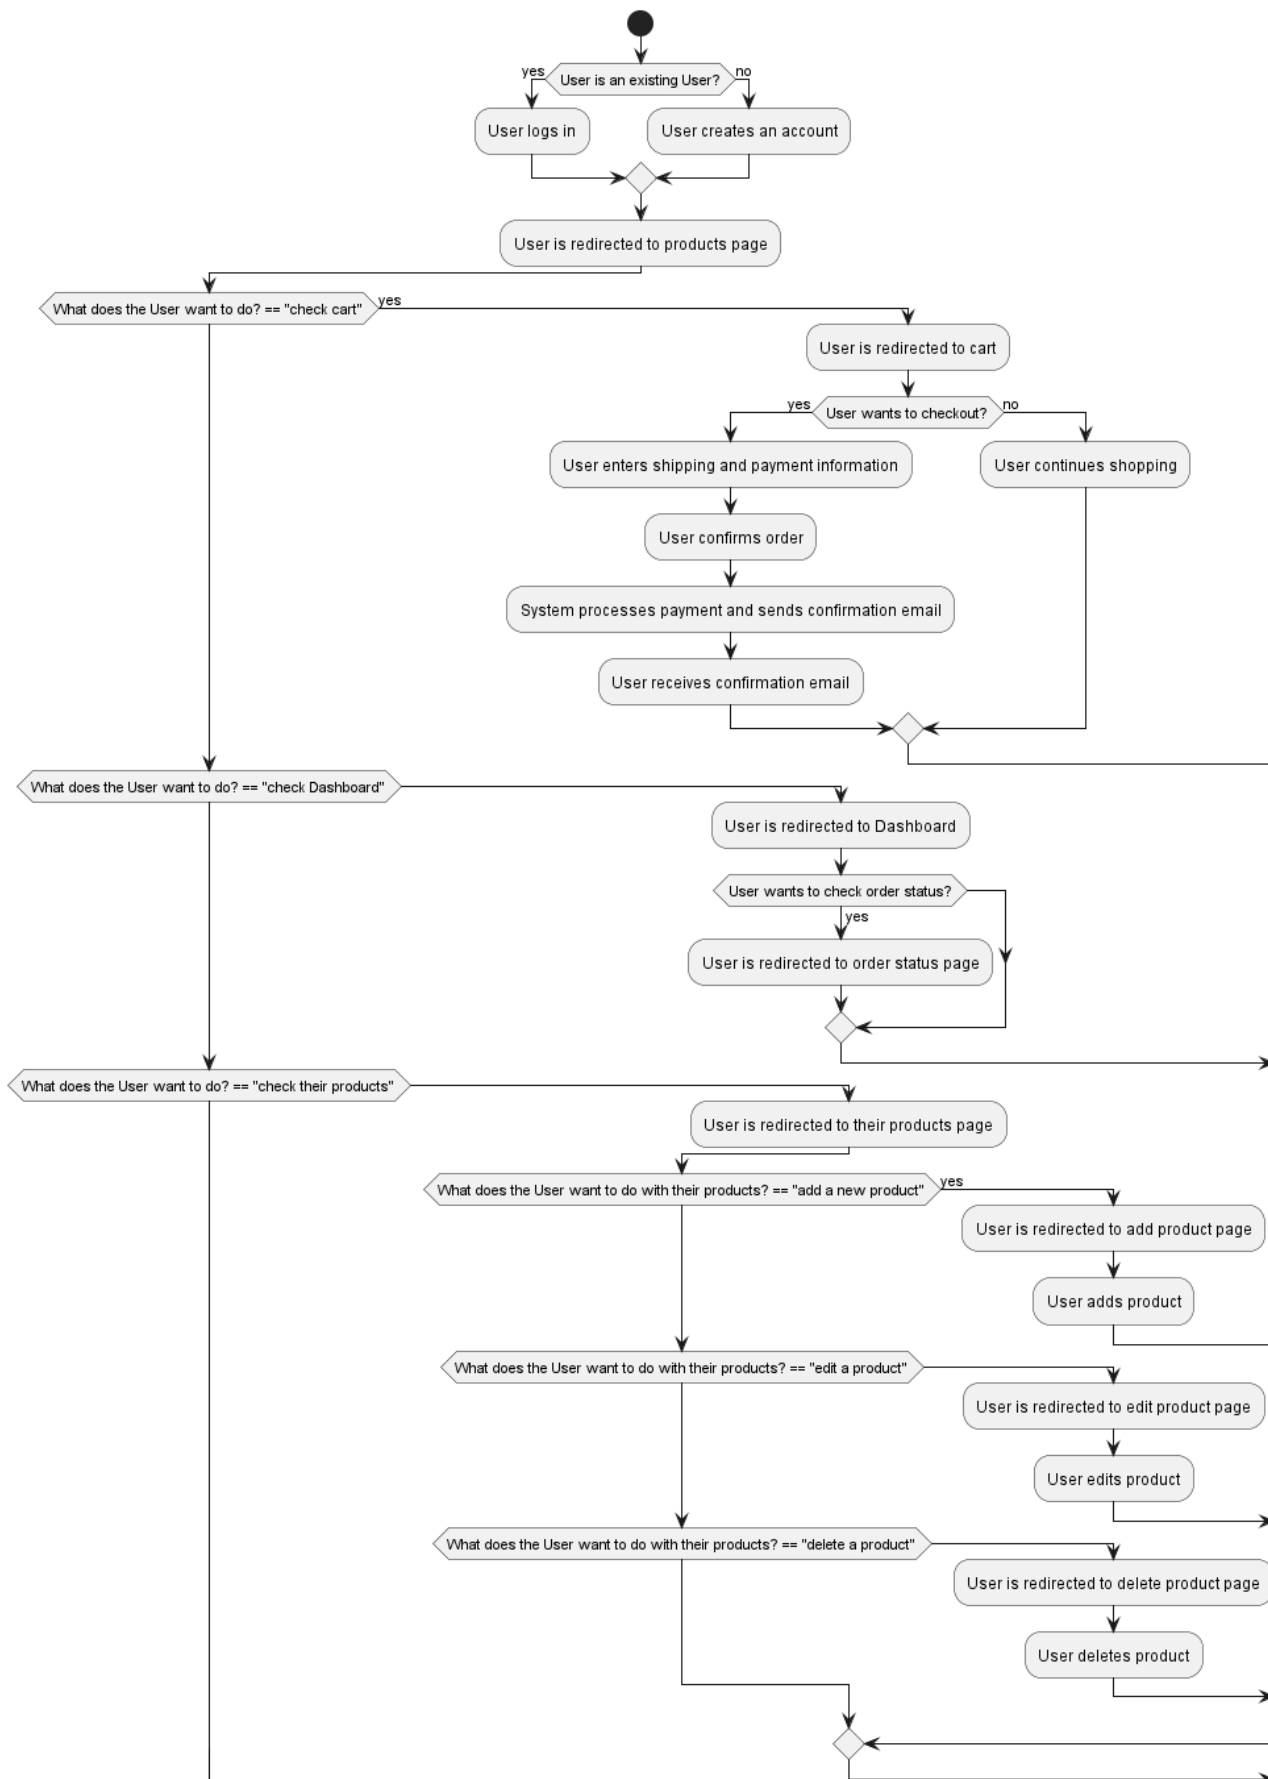 yes
User is an existing User?
no
User logs in
User creates an account
User is redirected to products page
What does the User want to do? == "check cart"
yes
User is redirected to cart
yes
User wants to checkout?
no
User enters shipping and payment information
User continues shopping
User confirms order
System processes payment and sends confirmation email
User receives confirmation email
What does the User want to do? == "check Dashboard"
User is redirected to Dashboard
User wants to check order status?
yes
User is redirected to order status page
What does the User want to do? == "check their products"
User is redirected to their products page
What does the User want to do with their products? == "add a new product"
yes
User is redirected to add product page
User adds product
What does the User want to do with their products? == "edit a product"
User is redirected to edit product page
User edits product
What does the User want to do with their products? == "delete a product"
User is redirected to delete product page
User deletes product